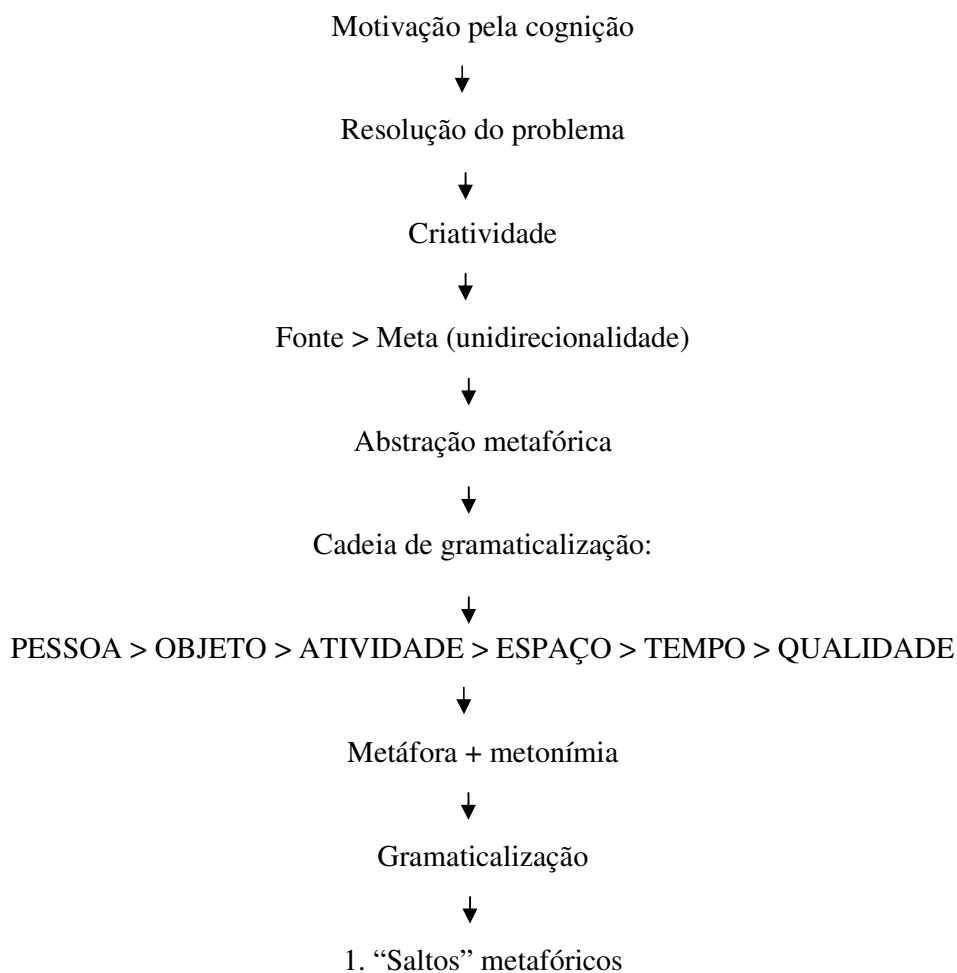 Motivação pela cognição
Resolução do problema
Criatividade
Fonte > Meta (unidirecionalidade)
Abstração metafórica
Cadeia de gramaticalização:
PESSOA > OBJETO > ATIVIDADE > ESPAÇO > TEMPO > QUALIDADE
Metáfora + metonímia
Gramaticalização
1. “Saltos” metafóricos